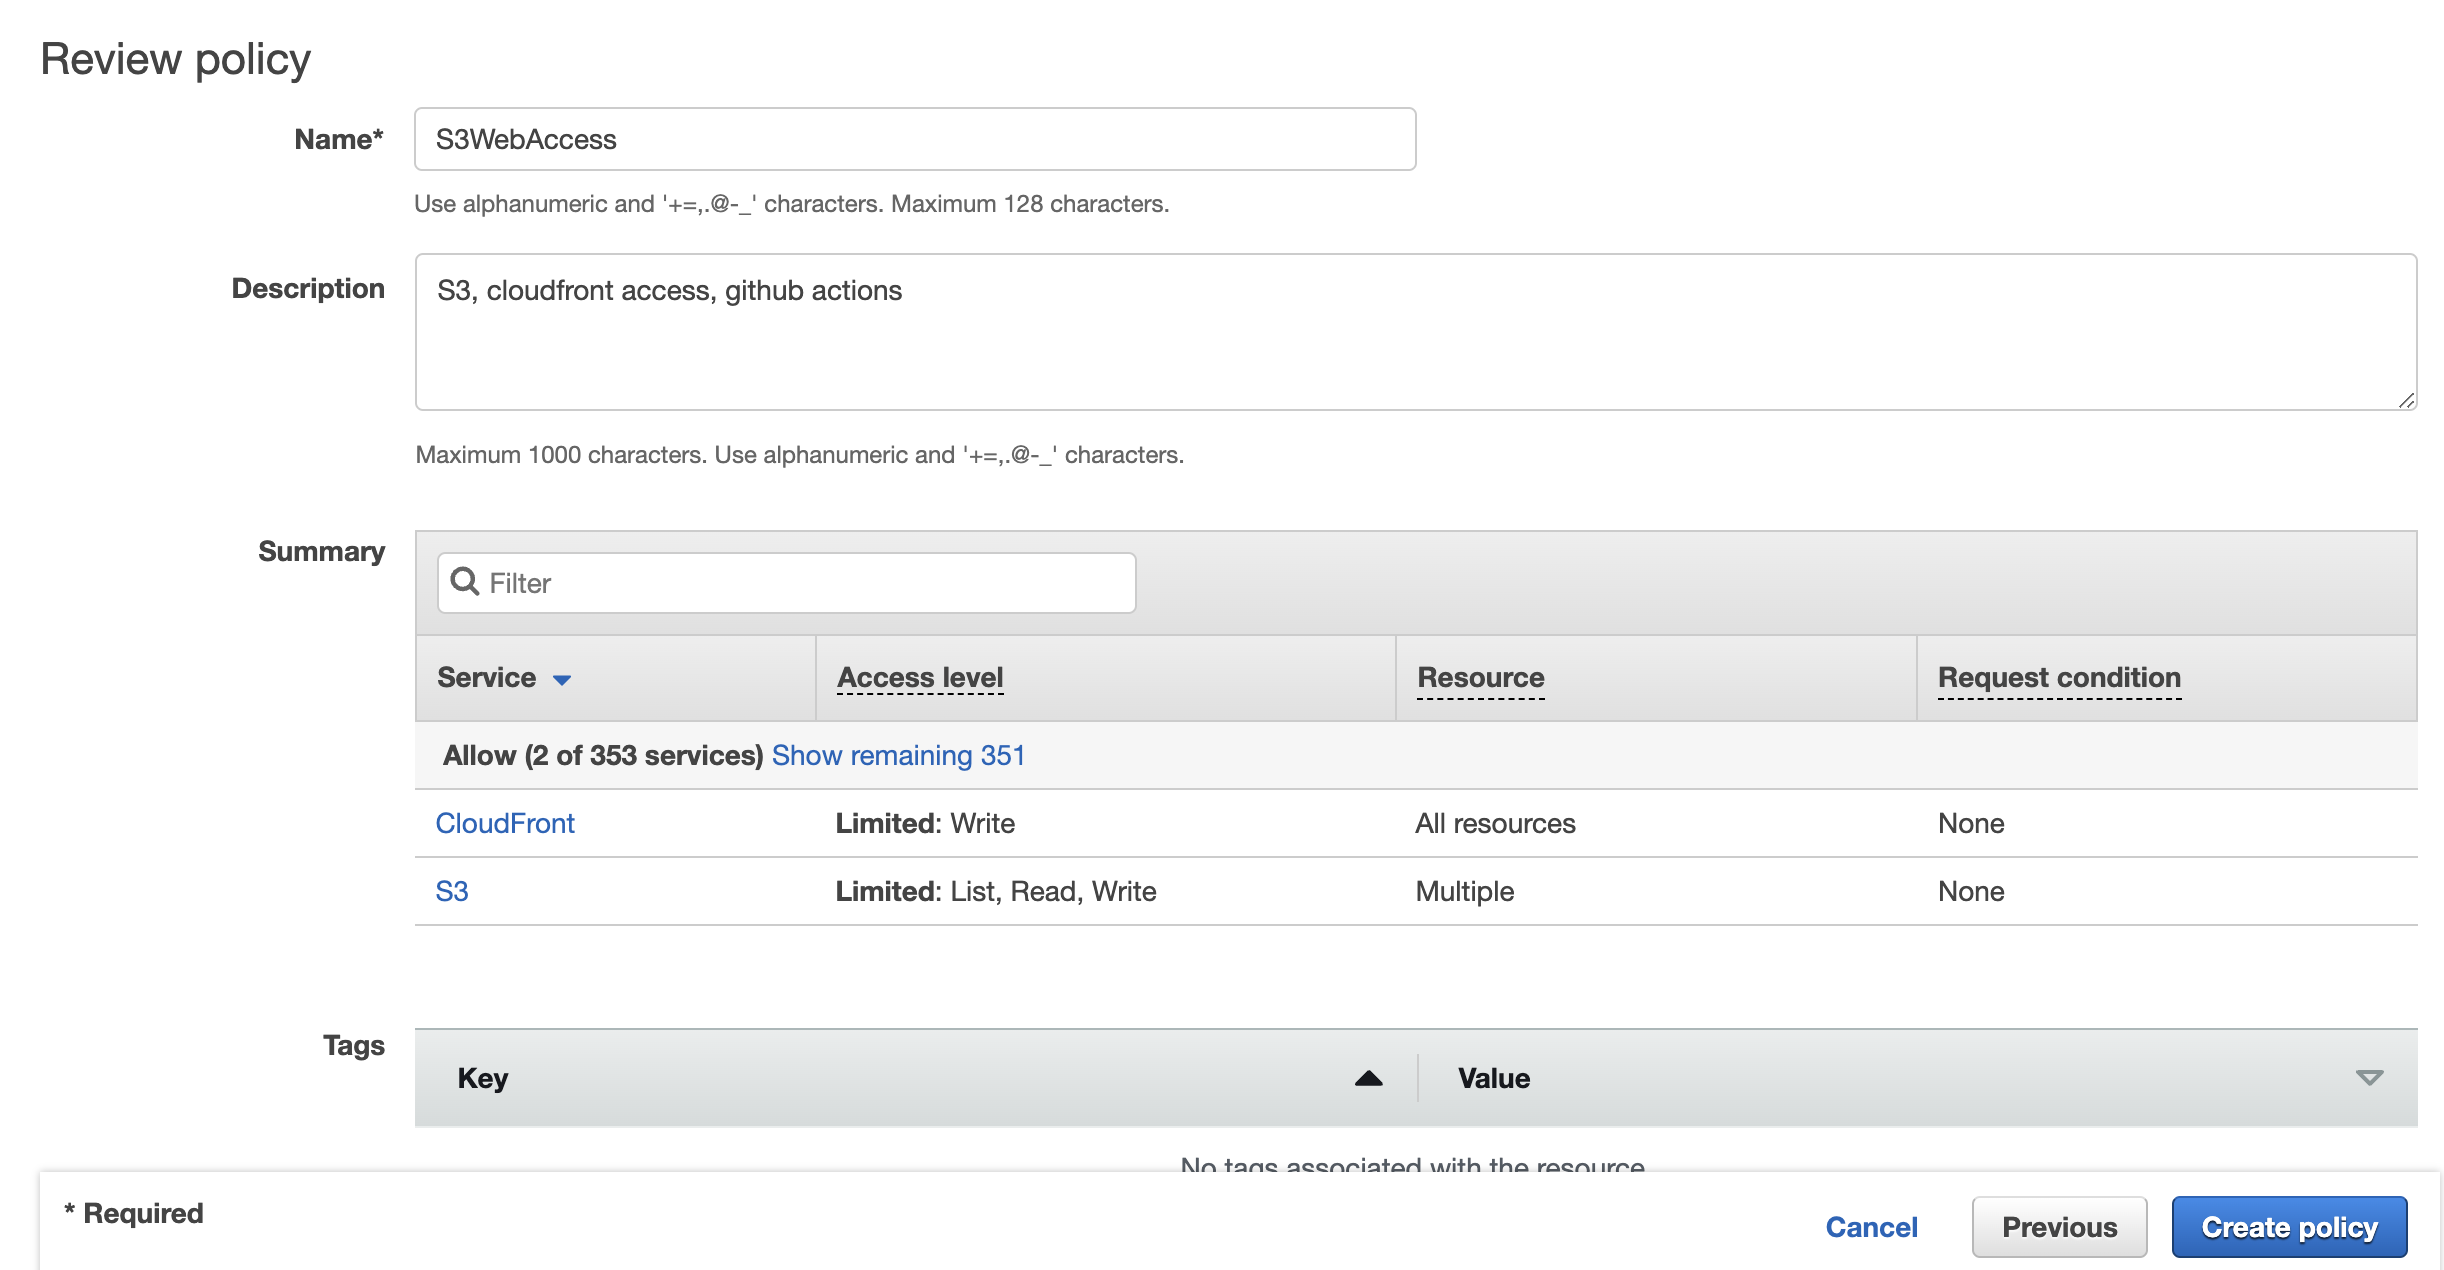 Review policy
Name*
S3WebAccess
Use alphanumeric and '+=,.@-_' characters. Maximum 128 characters.
Description
S3, cloudfront access, github actions
Maximum 1000 characters. Use alphanumeric and '+=,.@-_' characters.
Summary
Filter
Service Access level Resource Request condition
Allow (2 of 353 services) Show remaining 351
CloudFront Limited: Write All resources None
S3 Limited: List, Read, Write Multiple None
Tags
Key Value
No tags associated with the resource
* Required
Cancel Previous Create policy